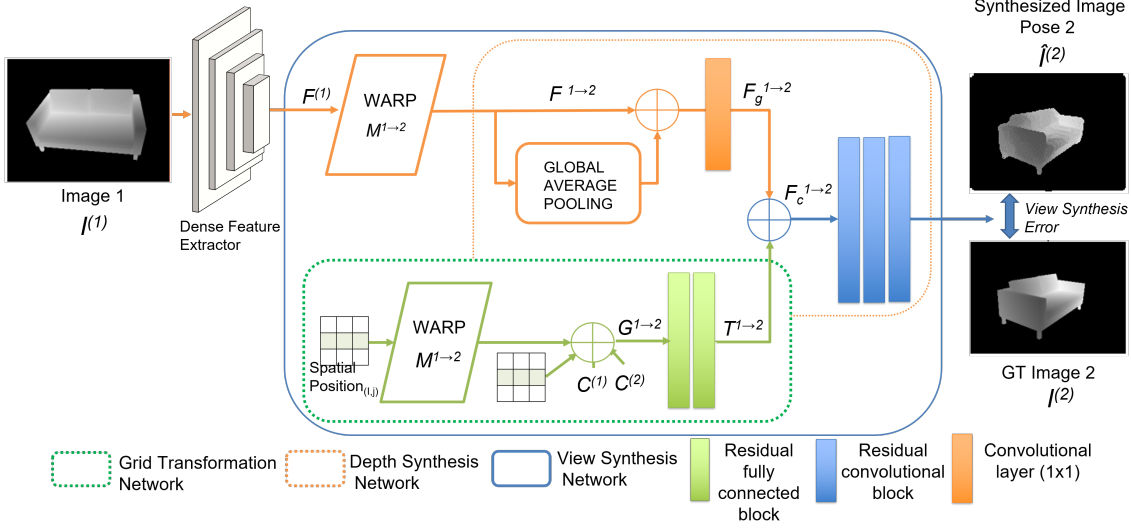 Synthesized Image
Pose 2
Î(2)
F(1)
WARP
M1→2
F 1→2
Fg1→2
GLOBAL
AVERAGE
POOLING
Fc1→2
Image 1
I(1)
Dense Feature
Extractor
View Synthesis
Error
WARP
M1→2
G1→2
T1→2
Spatial
Position(I,j)
C(1) C(2)
GT Image 2
I(2)
Grid Transformation
Network
Depth Synthesis
Network
View Synthesis
Network
Residual
fully
connected
block
Residual
convolutional
block
Convolutional
layer (1x1)